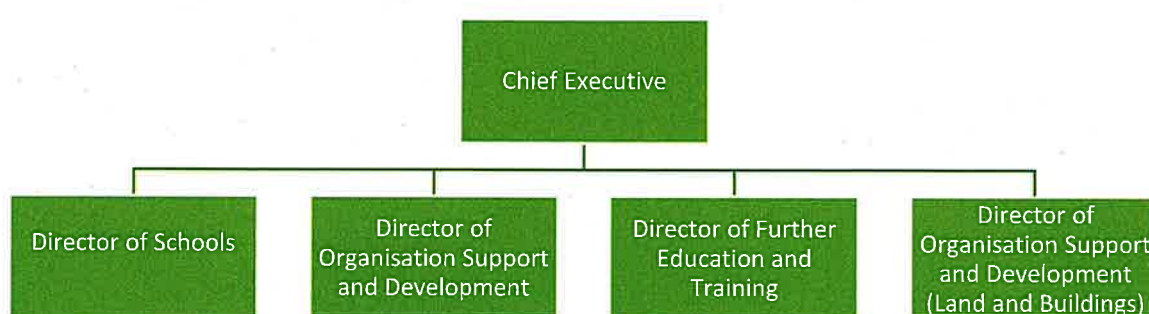 Chief Executive
Director of Schools
Director of
Organisation Support
and Development
Director of Further
Education and
Training
Director of
Organisation Support
and Development
(Land and Buildings)